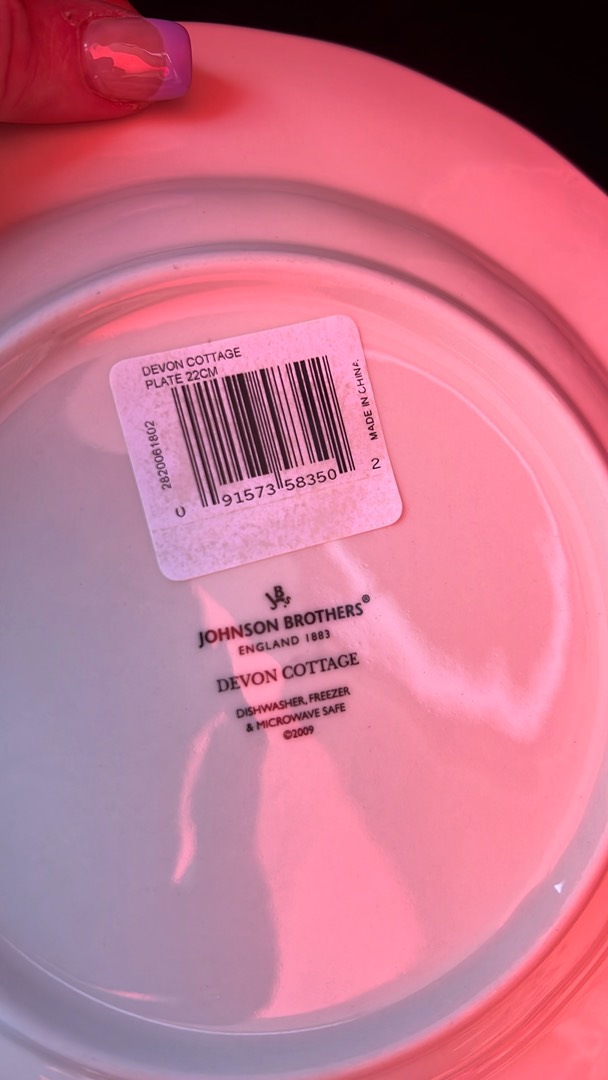 DEVON COTTAGE
PLATE 22CM
2820061802
MADE IN CHINA
0 91573 58350 2
JB
JOHNSON BROTHERS®
ENGLAND 1883
DEVON COTTAGE
DISHWASHER, FREEZER
& MICROWAVE SAFE
©2009